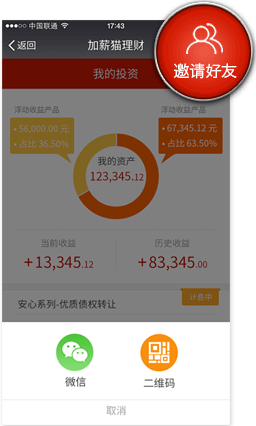 中国联通 17:43
返回 加薪猫理财
邀请好友
我的投资
浮动收益产品 浮动收益产品
• 56,000.00 元 • 67,345.12 元
• 占比 36.50% • 占比 63.50%
我的资产
123,345.12
当前收益 历史收益
+13,345.12 +83,345.00
安心系列-优质债权转让 计息中
微信 二维码
取消